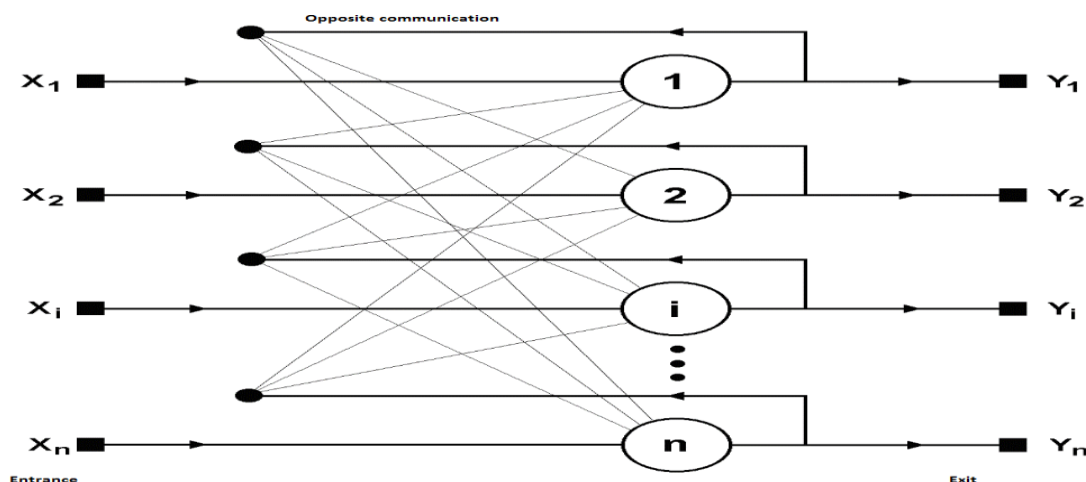 Opposite communication
X1 1 Y1
X2 2 Y2
Xi i Yi
Xn n Yn
Entrance Exit